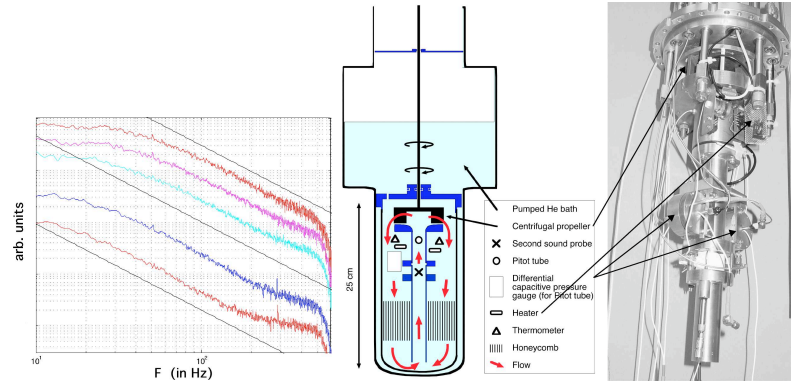 arb. units
10¹
10²
F (in Hz)
25 cm
Pumped He bath
Centrifugal propeller
Second sound probe
Pitot tube
Differential
capacitive pressure
gauge (for Pitot tube)
Heater
Thermometer
Honeycomb
Flow